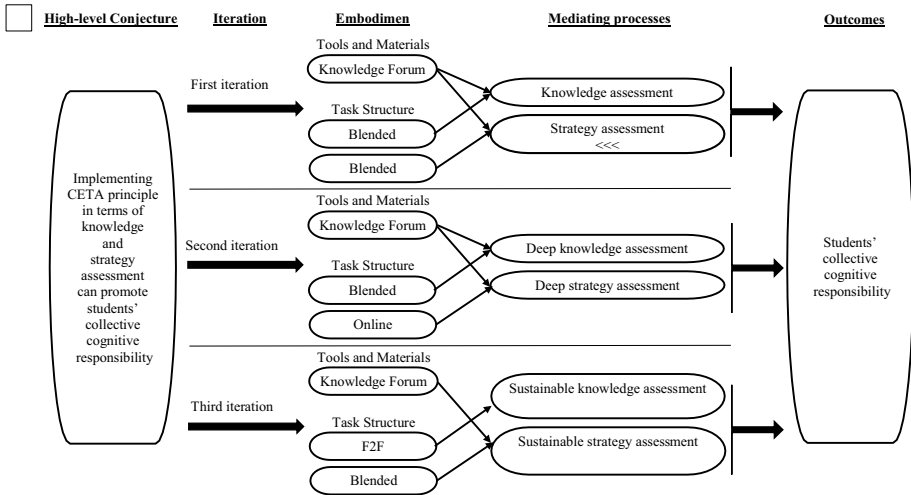 High-level Conjecture
Iteration
Embodimen
Mediating processes
Outcomes
Implementing
CETA principle
in terms of
knowledge
and
strategy
assessment
can promote
students’
collective
cognitive
responsibility
First iteration
Tools and Materials
Knowledge Forum
Task Structure
Blended
Blended
Knowledge assessment
Strategy assessment
<<<
Second iteration
Tools and Materials
Knowledge Forum
Task Structure
Blended
Online
Deep knowledge assessment
Deep strategy assessment
Third iteration
Tools and Materials
Knowledge Forum
Task Structure
F2F
Blended
Sustainable knowledge assessment
Sustainable strategy assessment
Students’
collective
cognitive
responsibility